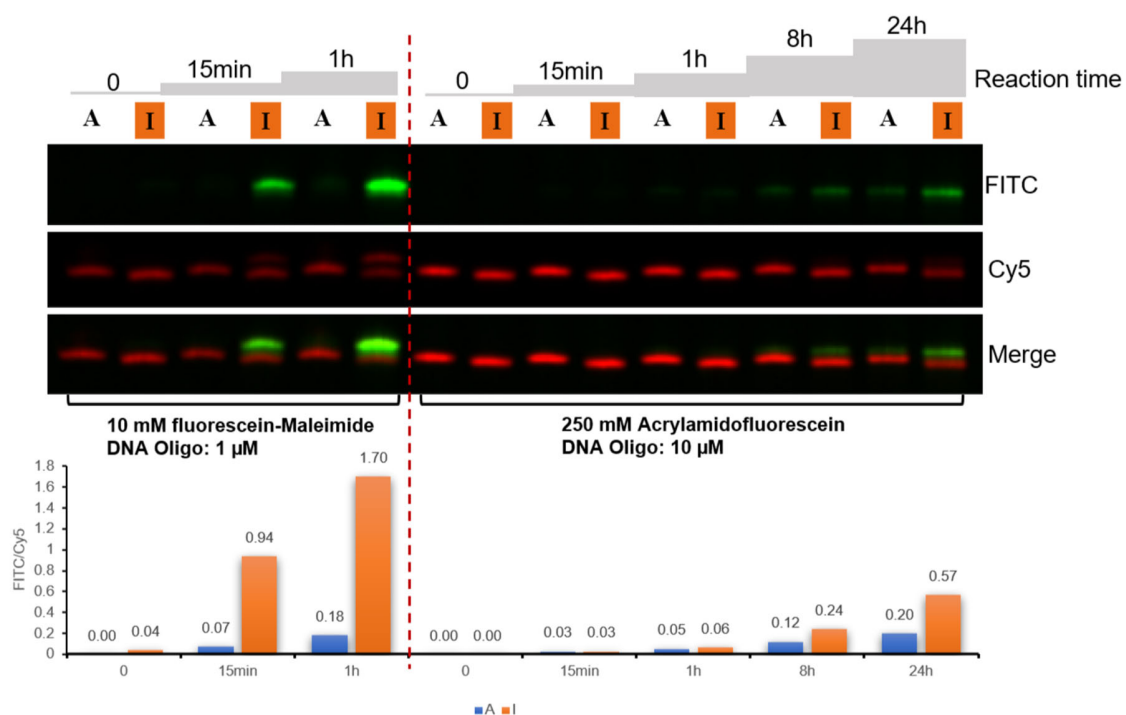 0 15min 1h 0 15min 1h 8h 24h Reaction time
A I A I A I A I A I A I A I A I
FITC
Cy5
Merge
10 mM fluorescein-Maleimide
DNA Oligo: 1 µM
250 mM Acrylamidofluorescein
DNA Oligo: 10 µM
FITC/Cy5
1.8
1.6
1.4
1.2
1
0.8
0.6
0.4
0.2
0
0.00 0.04 0.07 0.94 0.18 1.70 0.00 0.00 0.03 0.03 0.05 0.06 0.12 0.24 0.20 0.57
0 15min 1h 0 15min 1h 8h 24h
A I